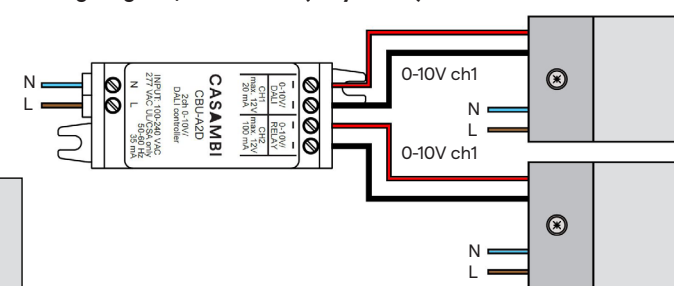 N
L
0-10V/
DALI
CH1
max. 12V
20 mA
0-10V/
RELAY
CH2
max. 12V
100 mA
CASAMBI
CBU-A2D
2ch 0-10V/
DALI controller
N L
INPUT: 100-240 VAC
277 VAC UL/CSA only
50-60 Hz
35 mA
0-10V ch1
N
L
0-10V ch1
N
L